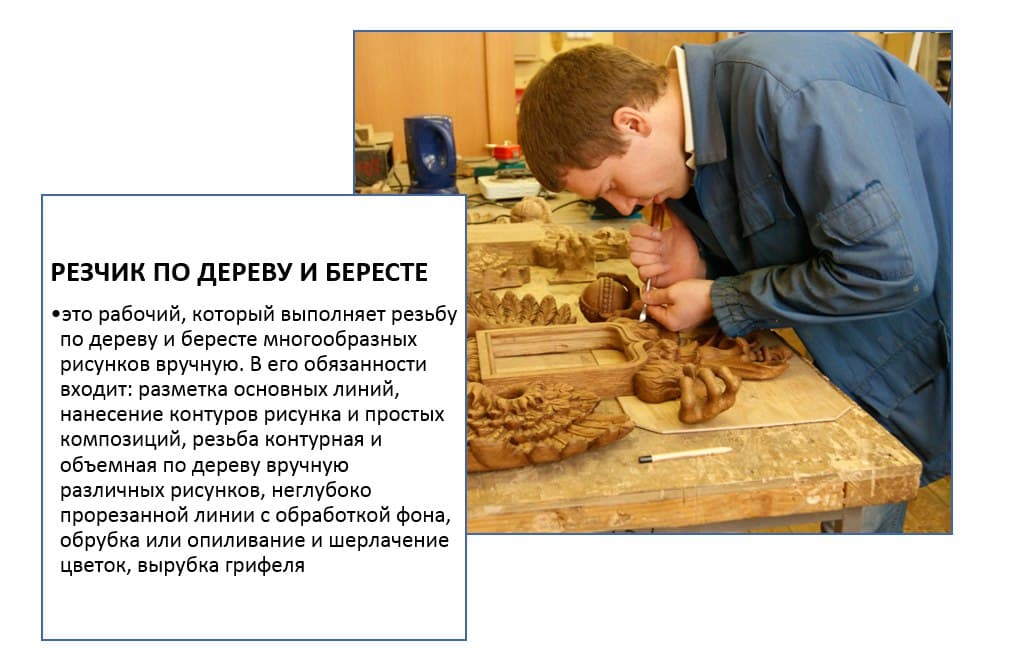 РЕЗЧИК ПО ДЕРЕВУ И БЕРЕСТЕ
•это рабочий, который выполняет резьбу
по дереву и бересте многообразных
рисунков вручную. В его обязанности
входит: разметка основных линий,
нанесение контуров рисунка и простых
композиций, резьба контурная и
объемная по дереву вручную
различных рисунков, неглубоко
прорезанной линии с обработкой фона,
обрубка или опиливание и шерлачение
цветок, вырубка грифеля